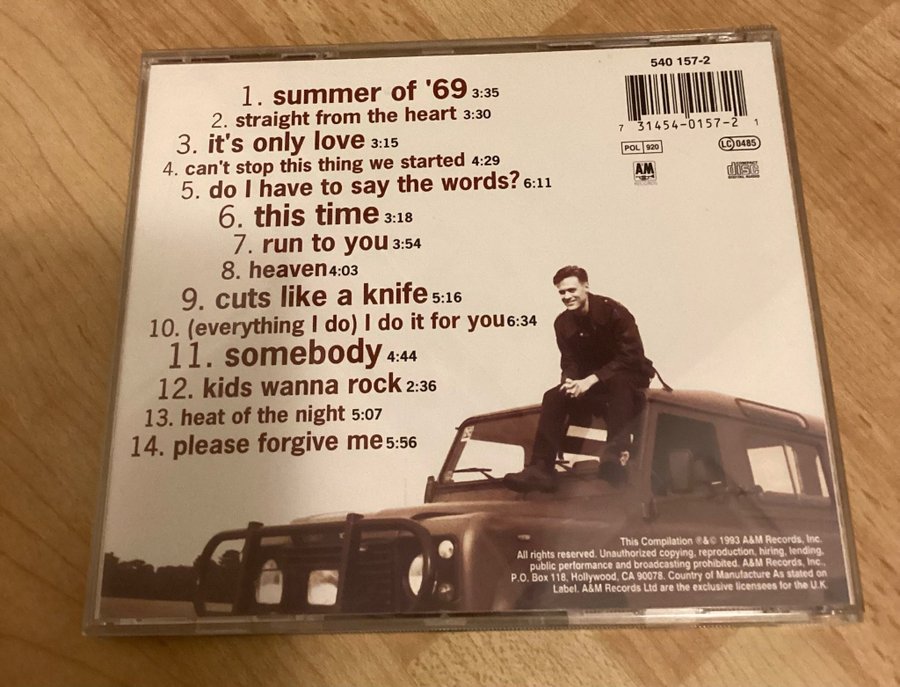 1. summer of '69 3:35
2. straight from the heart 3:30
3. it's only love 3:15
4. can't stop this thing we started 4:29
5. do I have to say the words? 6:11
6. this time 3:18
7. run to you 3:54
8. heaven 4:03
9. cuts like a knife 5:16
10. (everything I do) I do it for you 6:34
11. somebody 4:44
12. kids wanna rock 2:36
13. heat of the night 5:07
14. please forgive me 5:56
540 157-2
7 31454-0157-2 1
POL 920
LC 0485
AM
RECORDS
COMPACT
disc
DIGITAL AUDIO
This Compilation ℗&© 1993 A&M Records, Inc.
All rights reserved. Unauthorized copying, reproduction, hiring, lending,
public performance and broadcasting prohibited. A&M Records, Inc.,
P.O. Box 118, Hollywood, CA 90078. Country of Manufacture As stated on
Label. A&M Records Ltd are the exclusive licensees for the U.K.